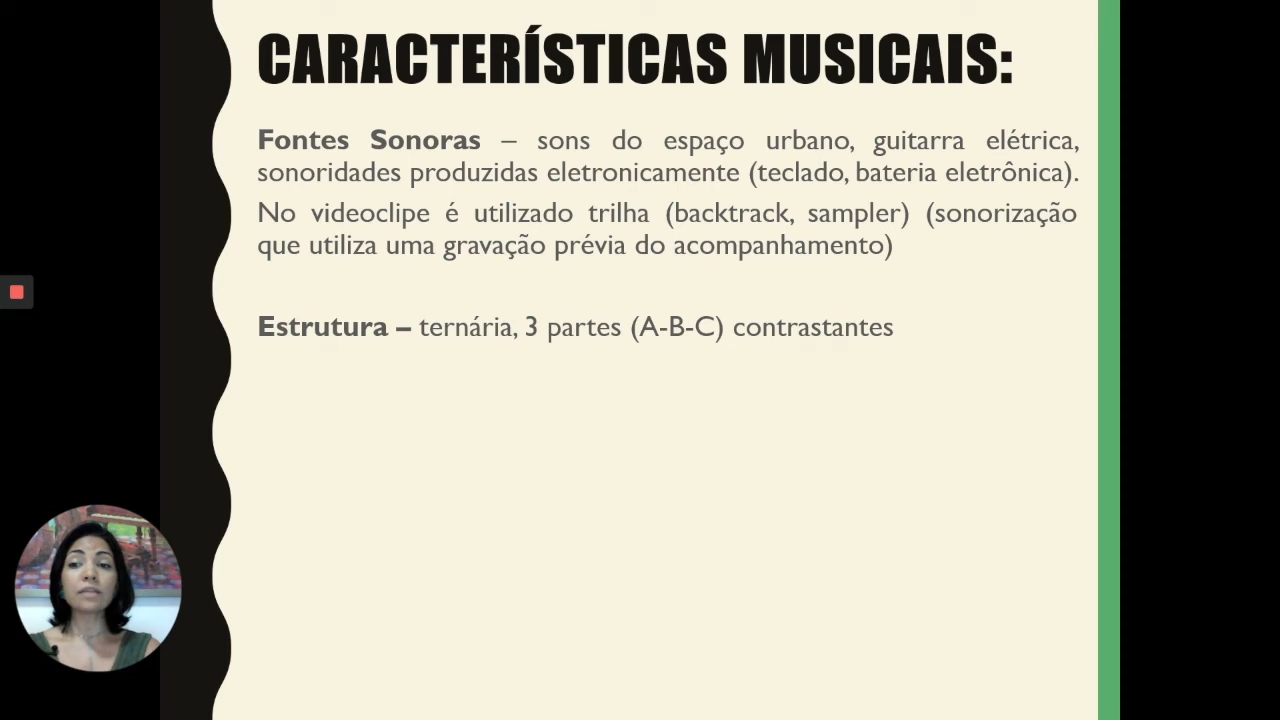 CARACTERÍSTICAS MUSICAIS:
Fontes Sonoras – sons do espaço urbano, guitarra elétrica,
sonoridades produzidas eletronicamente (teclado, bateria eletrônica).
No videoclipe é utilizado trilha (backtrack, sampler) (sonorização
que utiliza uma gravação prévia do acompanhamento)
Estrutura – ternária, 3 partes (A-B-C) contrastantes